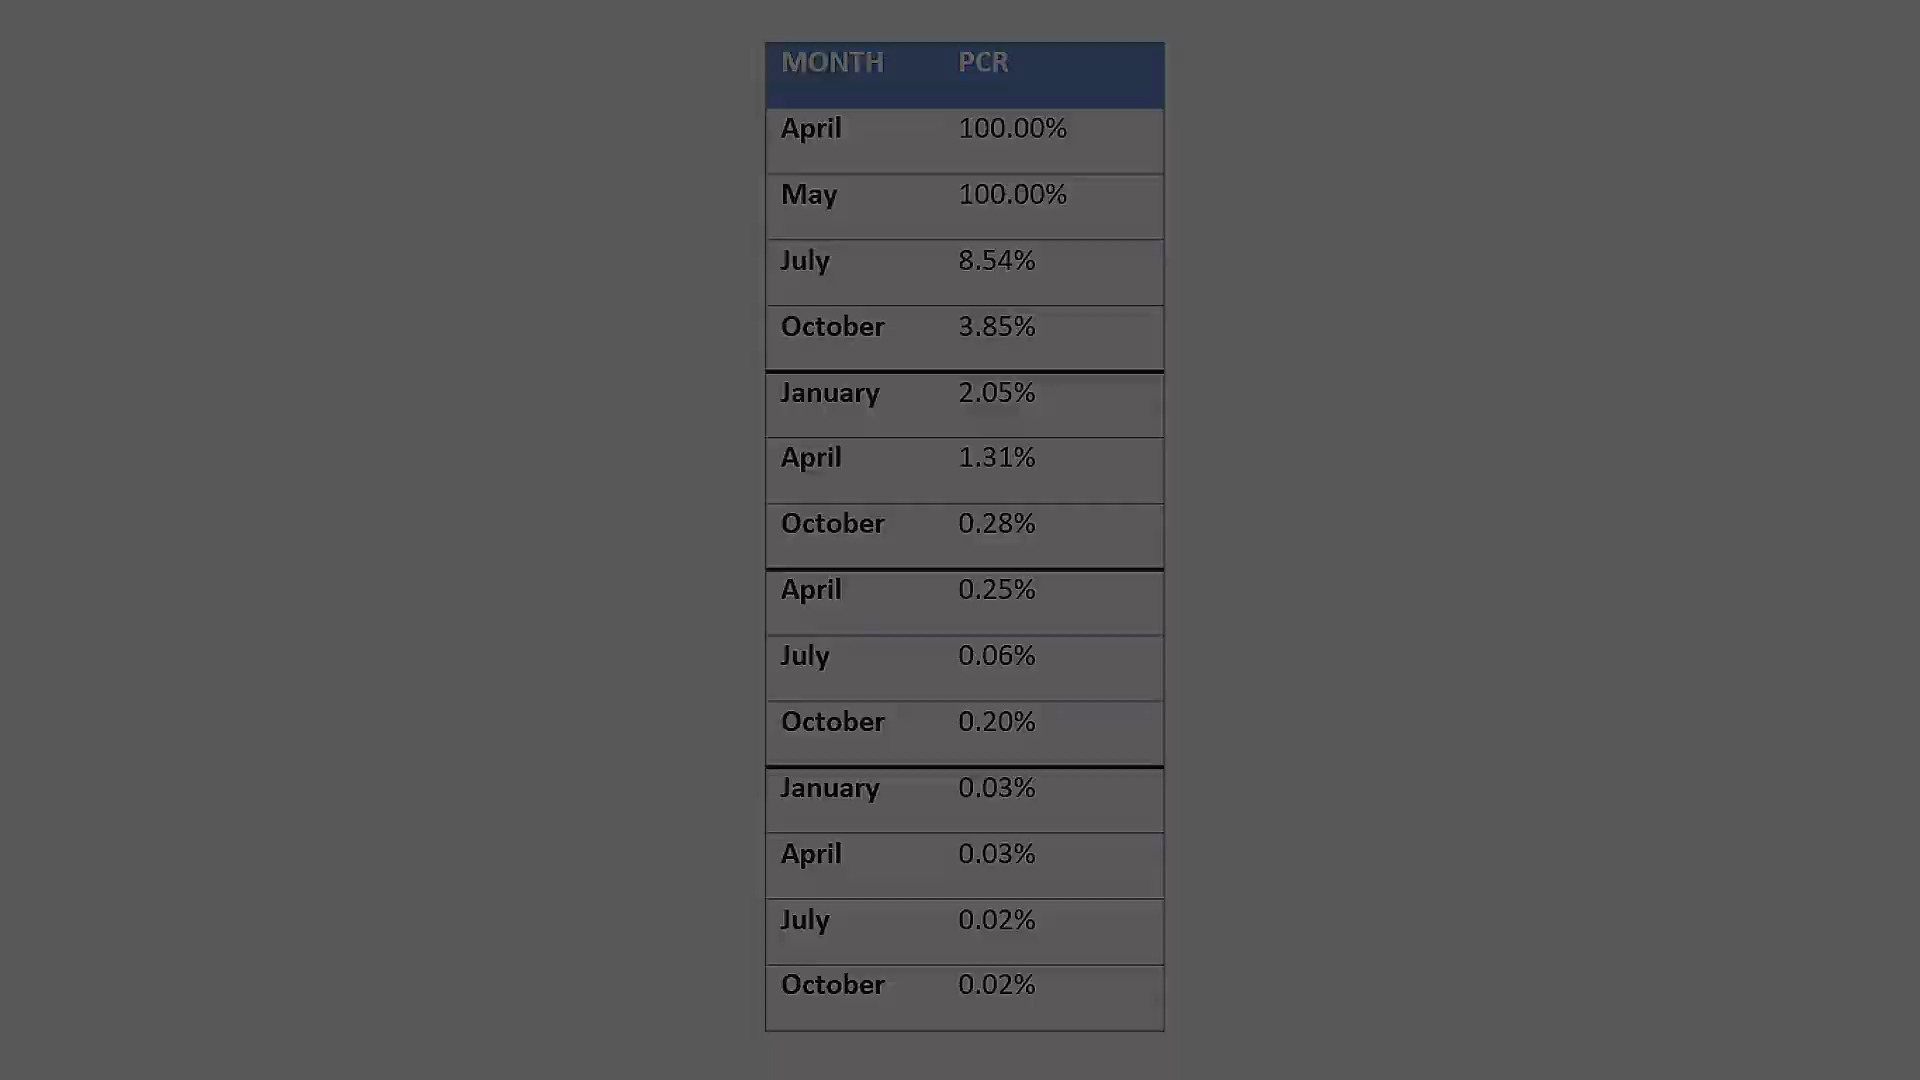 MONTH PCR
April 100.00%
May 100.00%
July 8.54%
October 3.85%
January 2.05%
April 1.31%
October 0.28%
April 0.25%
July 0.06%
October 0.20%
January 0.03%
April 0.03%
July 0.02%
October 0.02%